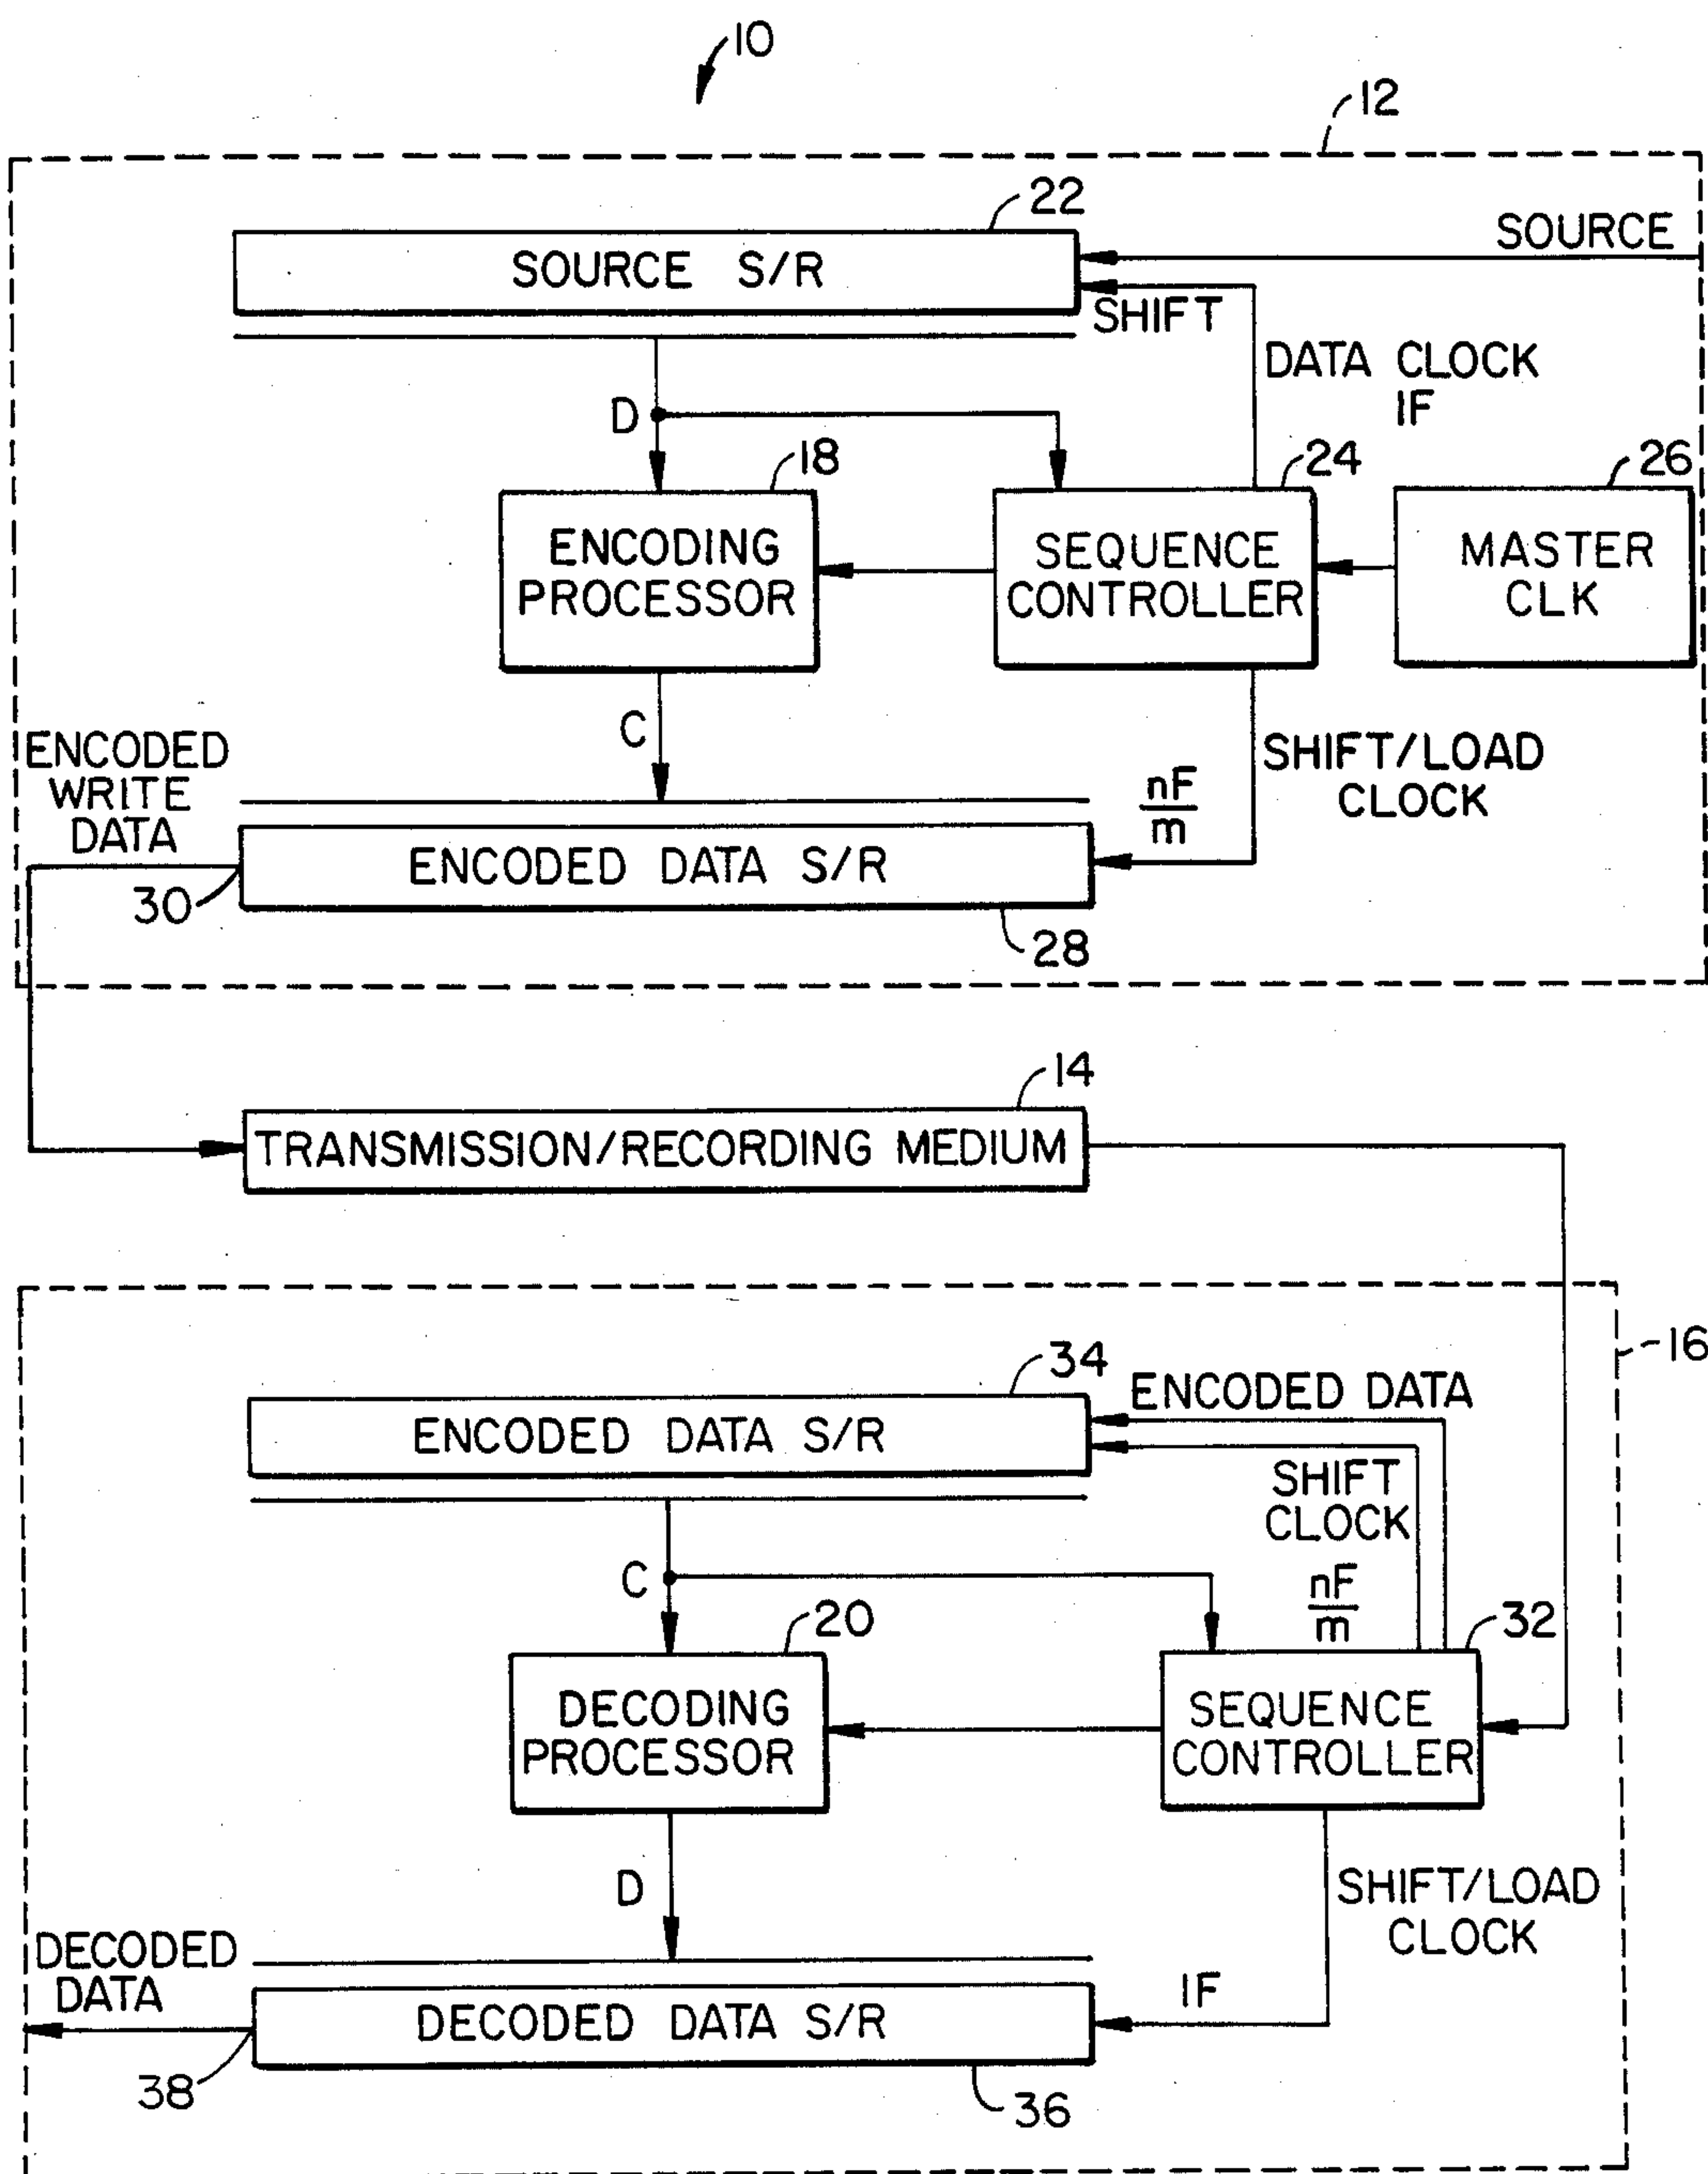 10
12
22
SOURCE
SOURCE S/R
SHIFT
DATA CLOCK
1F
D
18
24
26
ENCODING
PROCESSOR
SEQUENCE
CONTROLLER
MASTER
CLK
C
ENCODED
WRITE
DATA
nF
m
SHIFT/LOAD
CLOCK
ENCODED DATA S/R
30
28
14
TRANSMISSION/RECORDING MEDIUM
16
34
ENCODED DATA
ENCODED DATA S/R
SHIFT
CLOCK
C
nF
m
20
32
DECODING
PROCESSOR
SEQUENCE
CONTROLLER
D
SHIFT/LOAD
CLOCK
DECODED
DATA
1F
DECODED DATA S/R
38
36